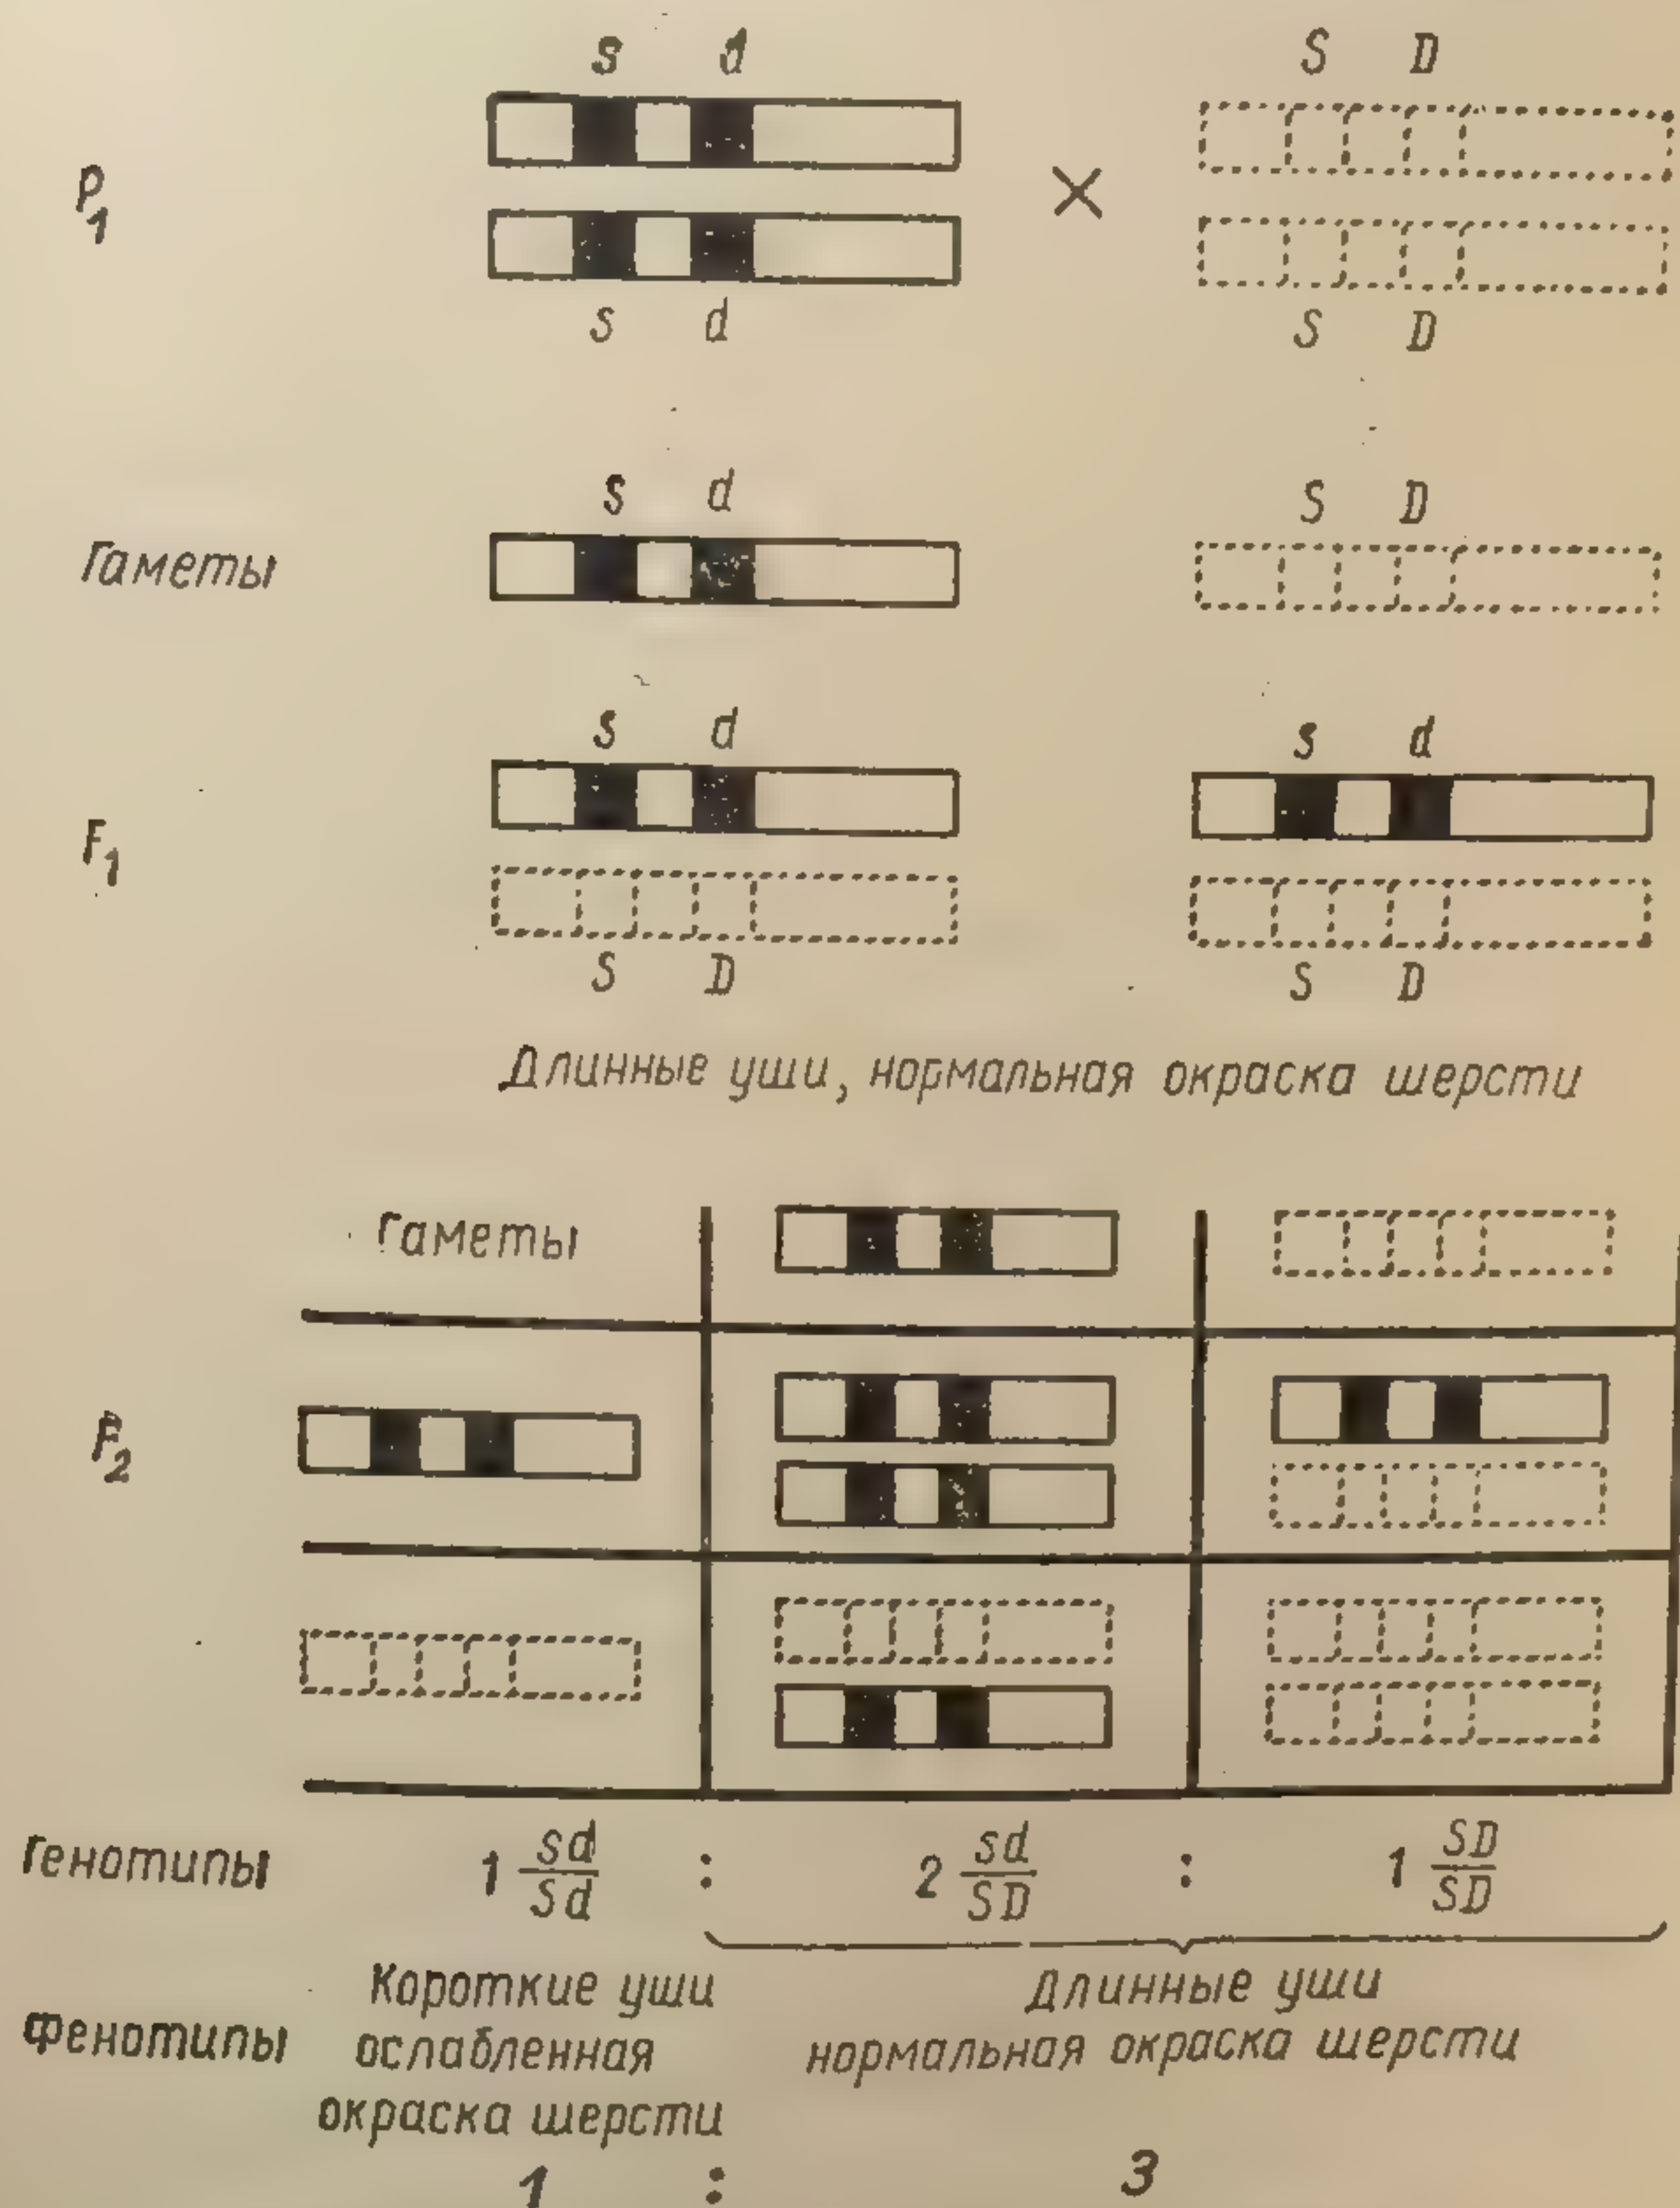 s d S D
P1 ×
s d S D
s d S D
Гаметы
s d s d
F1
S D S D
Длинные уши, нормальная окраска шерсти
Гаметы
F2
Генотипы 1 sd/sd : 2 sd/SD : 1 SD/SD
Короткие уши Длинные уши
Фенотипы ослабленная нормальная окраска шерсти
окраска шерсти
1 : 3